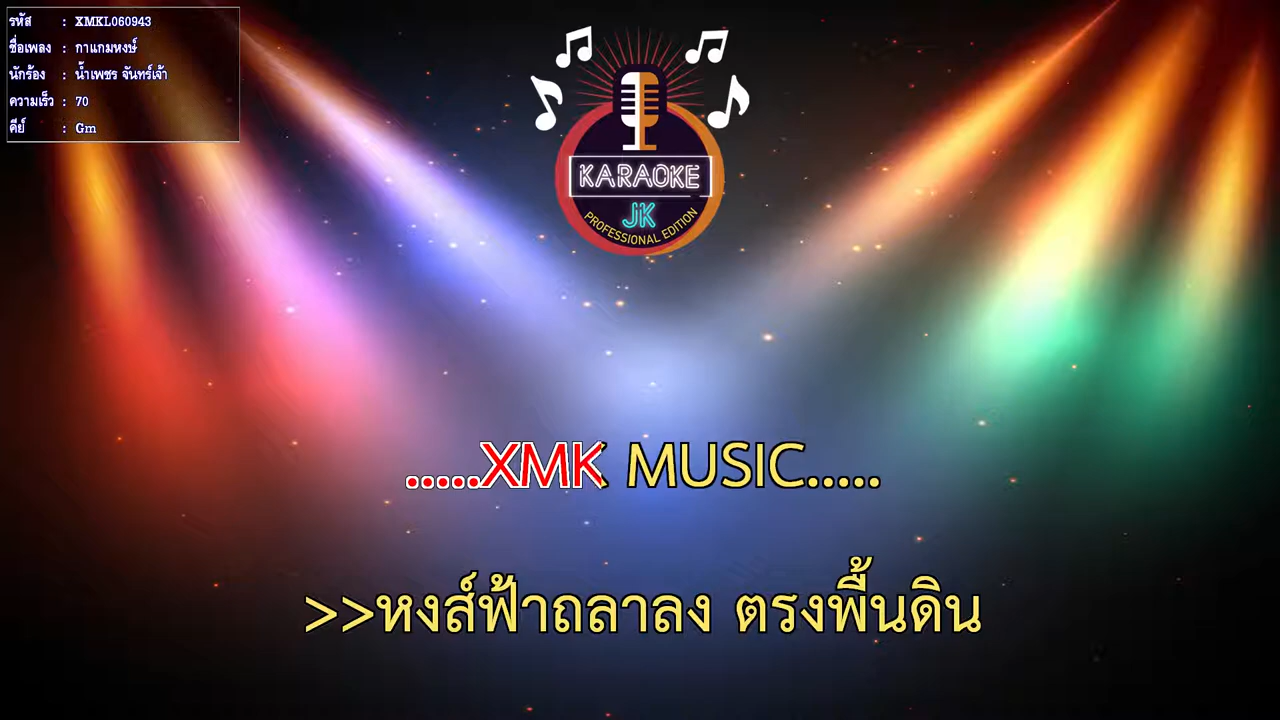 รหัส : XMKL060943
ชื่อเพลง : กาแกมหงษ์
นักร้อง : น้ำเพชร จันทร์เจ้า
ความเร็ว : 70
คีย์ : Gm
KARAOKE
JK
PROFESSIONAL EDITION
.....XMK MUSIC.....
>>หงส์ฟ้าถลาลง ตรงพื้นดิน